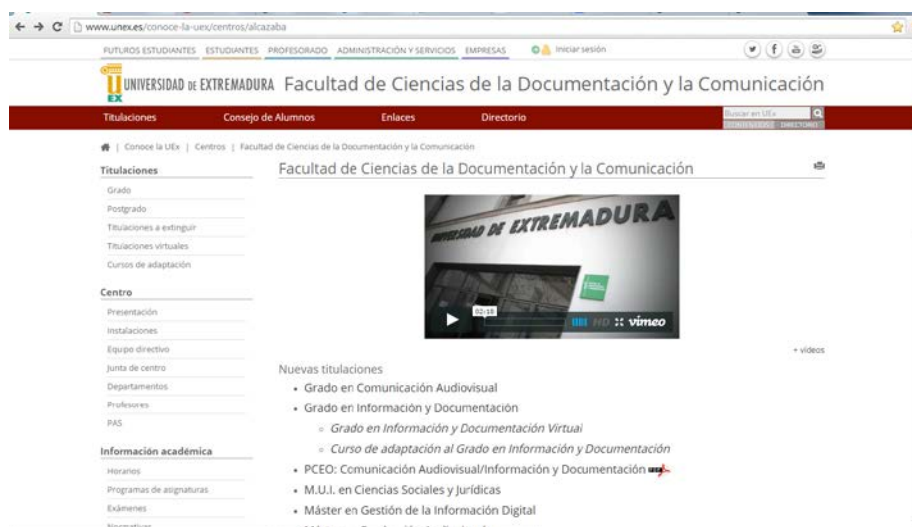 www.unex.es/conoce-la-uex/centros/alcazaba
FUTUROS ESTUDIANTES ESTUDIANTES PROFESORADO ADMINISTRACIÓN Y SERVICIOS EMPRESAS Iniciar sesión
UNIVERSIDAD DE EXTREMADURA Facultad de Ciencias de la Documentación y la Comunicación
EX
Titulaciones Consejo de Alumnos Enlaces Directorio Buscar en UEx
CONTENIDOS DIRECTORIO
| Conoce la UEx | Centros | Facultad de Ciencias de la Documentación y la Comunicación
Titulaciones
Grado
Postgrado
Titulaciones a extinguir
Titulaciones virtuales
Cursos de adaptación
Centro
Presentación
Instalaciones
Equipo directivo
Junta de centro
Departamentos
Profesores
PAS
Información académica
Horarios
Programas de asignaturas
Exámenes
Normativas
Facultad de Ciencias de la Documentación y la Comunicación
UNIVERSIDAD DE EXTREMADURA
02:18
HD vimeo
+ vídeos
Nuevas titulaciones
• Grado en Comunicación Audiovisual
• Grado en Información y Documentación
○ Grado en Información y Documentación Virtual
○ Curso de adaptación al Grado en Información y Documentación
• PCEO: Comunicación Audiovisual/Información y Documentación
• M.U.I. en Ciencias Sociales y Jurídicas
• Máster en Gestión de la Información Digital